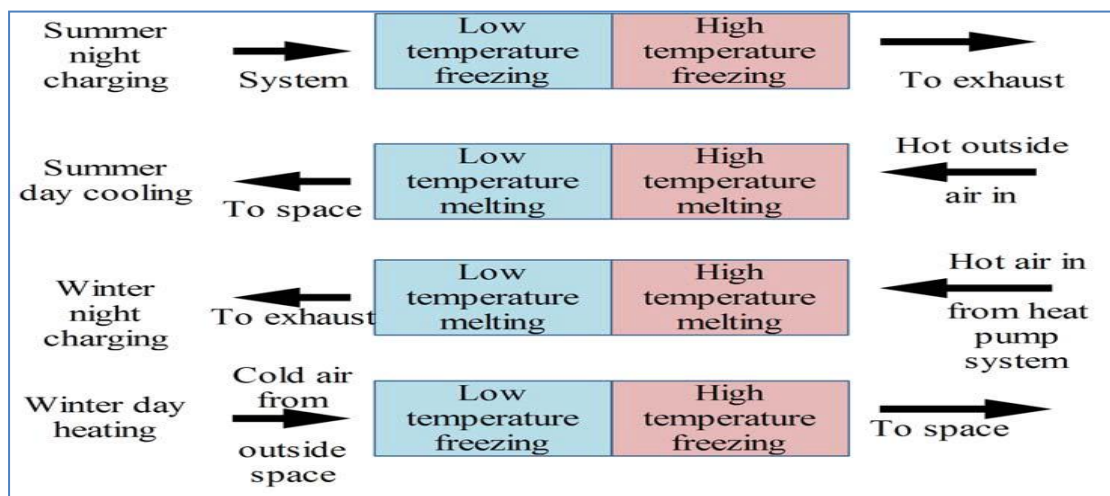 Summer
night
charging
System
Low
temperature
freezing
High
temperature
freezing
To exhaust
Summer
day cooling
To space
Low
temperature
melting
High
temperature
melting
Hot outside
air in
Winter
night
charging
To exhaust
Low
temperature
melting
High
temperature
melting
Hot air in
from heat
pump
system
Winter day
heating
Cold air
from
outside
space
Low
temperature
freezing
High
temperature
freezing
To space